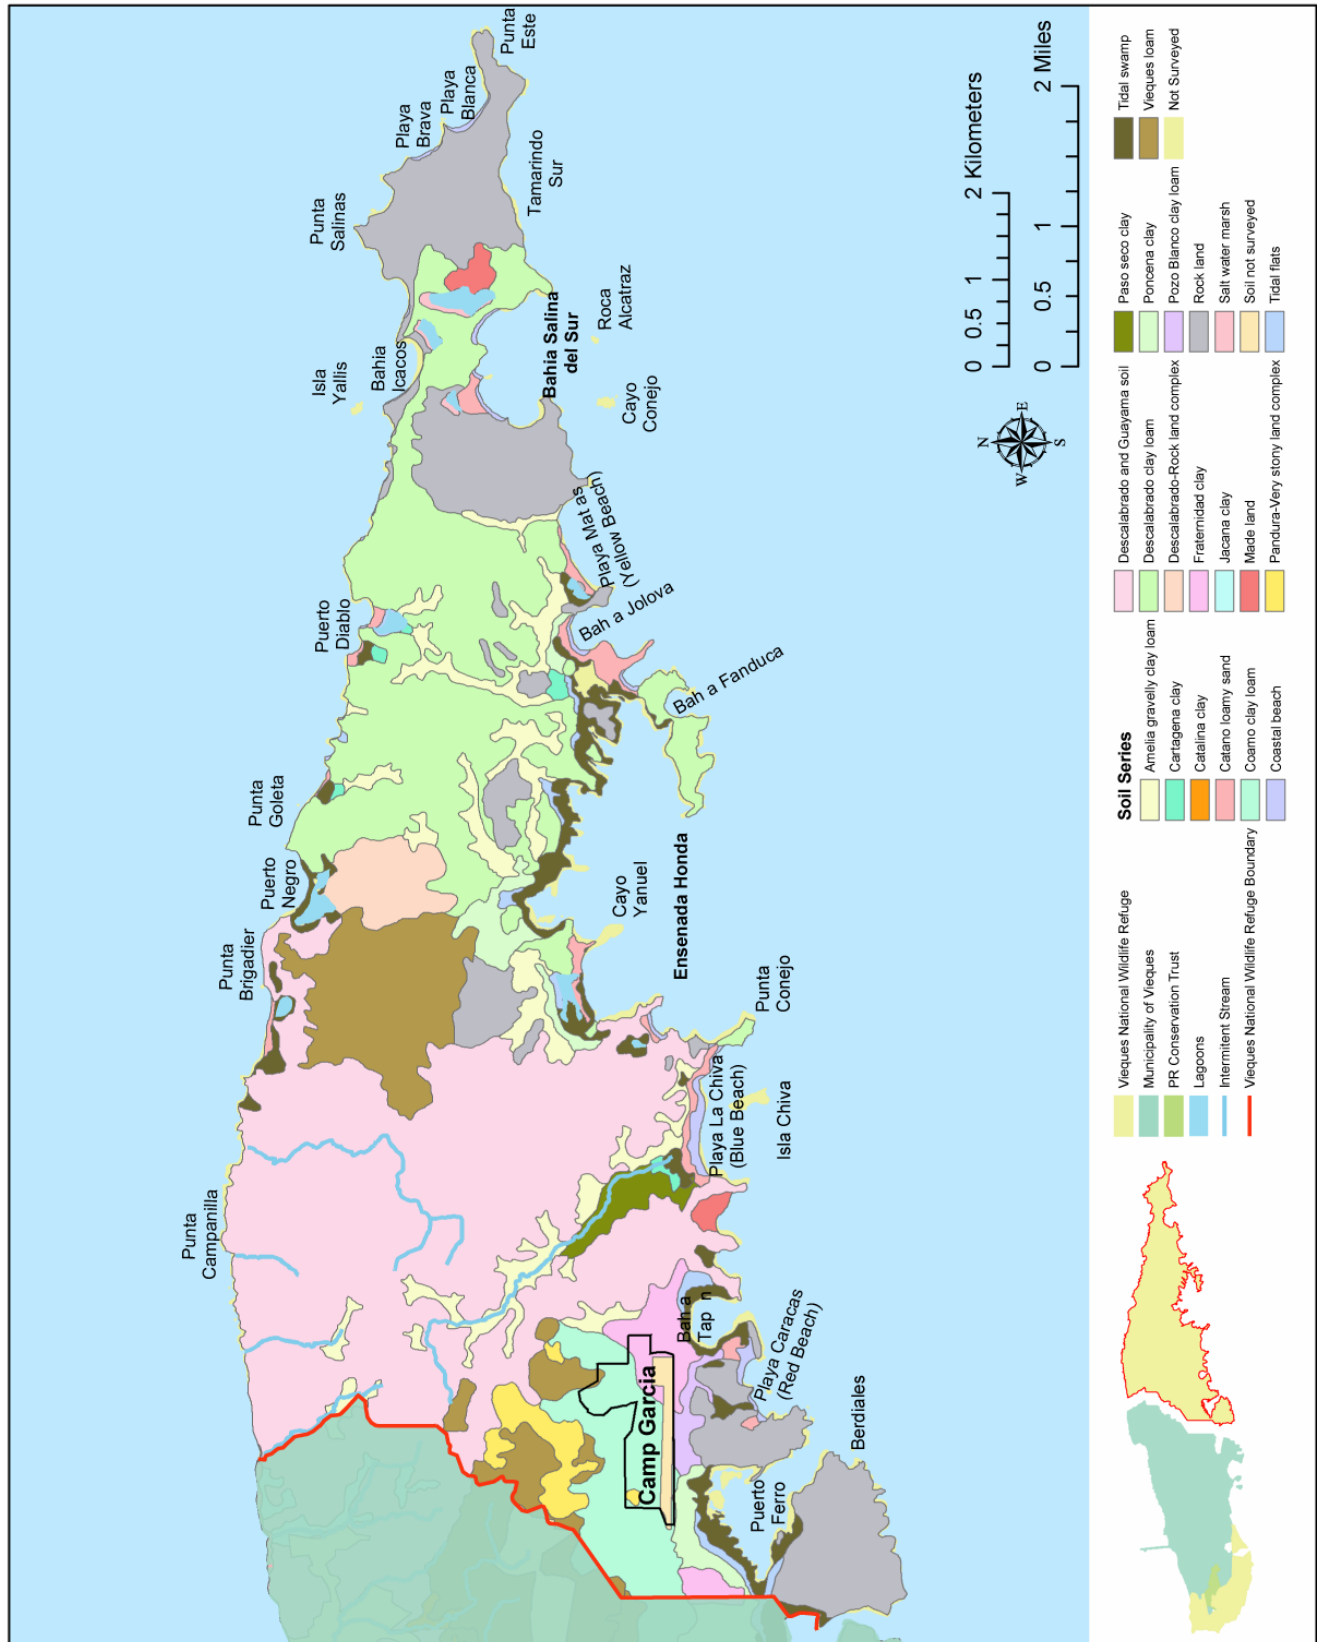 Punta
Campanilla
Punta
Brigadier
Puerto
Negro
Punta
Goleta
Puerto
Diablo
Isla
Yallis
Bahia
Icacos
Punta
Salinas
Playa
Brava
Playa
Blanca
Punta
Este
Tamarindo
Sur
Bahia Salina
del Sur
Roca
Alcatraz
Cayo
Conejo
Playa Mat as
(Yellow Beach)
Bah a Jolova
Bah a Fanduca
Cayo
Yanuel
Ensenada Honda
Punta
Conejo
Playa La Chiva
(Blue Beach)
Isla Chiva
Bah a
Tap n
Camp Garcia
Playa Caracas
(Red Beach)
Puerto
Ferro
Berdiales
N
W
E
S
0 0.5 1 2 Kilometers
0 0.5 1 2 Miles
Vieques National Wildlife Refuge
Municipality of Vieques
PR Conservation Trust
Lagoons
Intermitent Stream
Vieques National Wildlife Refuge Boundary
Soil Series
Amelia gravelly clay loam
Cartagena clay
Catalina clay
Catano loamy sand
Coamo clay loam
Coastal beach
Descalabrado and Guayama soil
Descalabrado clay loam
Descalabrado-Rock land complex
Fraternidad clay
Jacana clay
Made land
Pandura-Very stony land complex
Paso seco clay
Poncena clay
Pozo Blanco clay loam
Rock land
Salt water marsh
Soil not surveyed
Tidal flats
Tidal swamp
Vieques loam
Not Surveyed